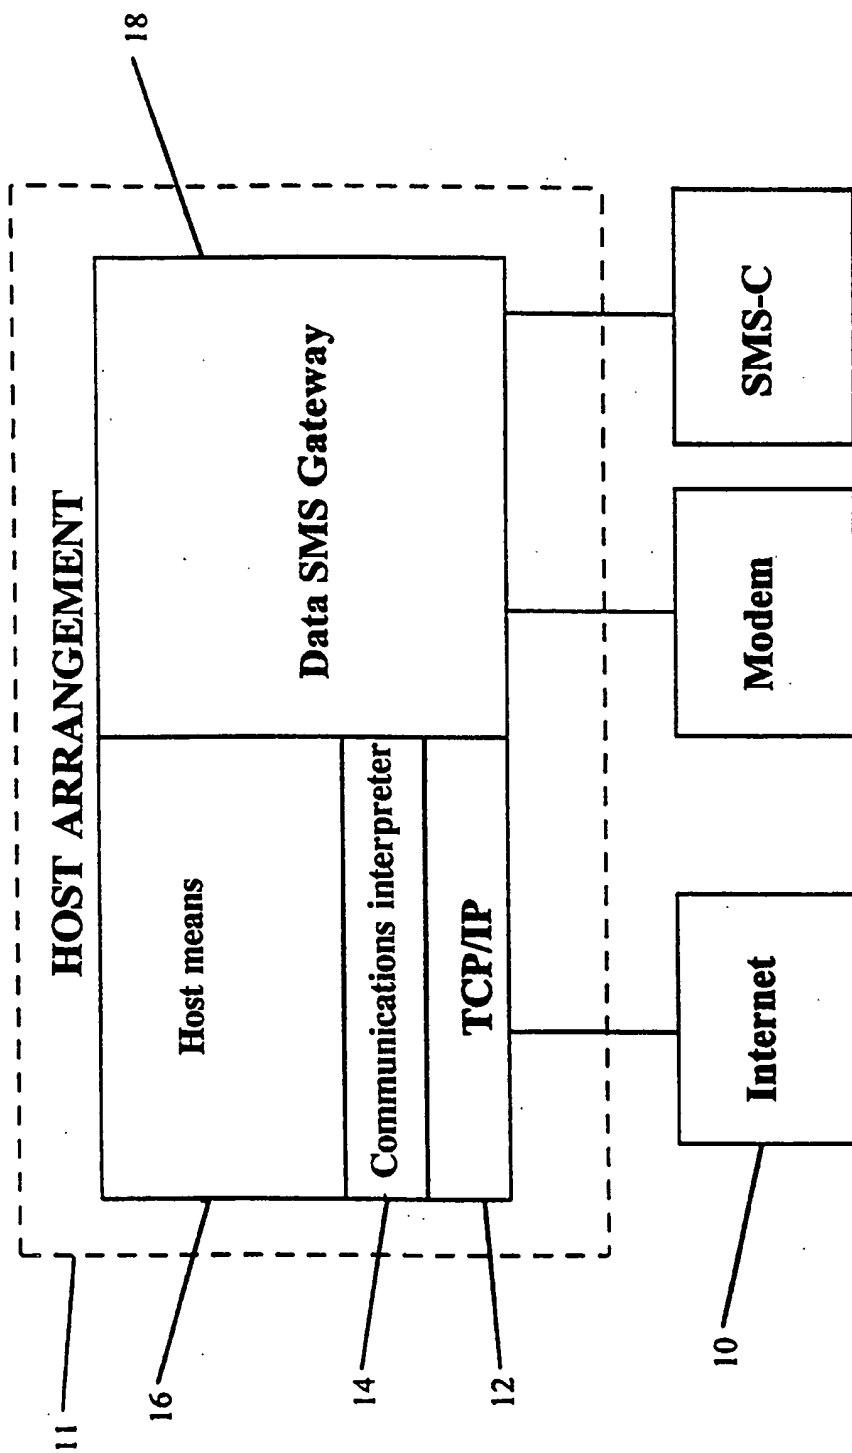 HOST ARRANGEMENT
11
16
Host means
Data SMS Gateway
18
14
Communications interpreter
12
TCP/IP
10
Internet
Modem
SMS-C